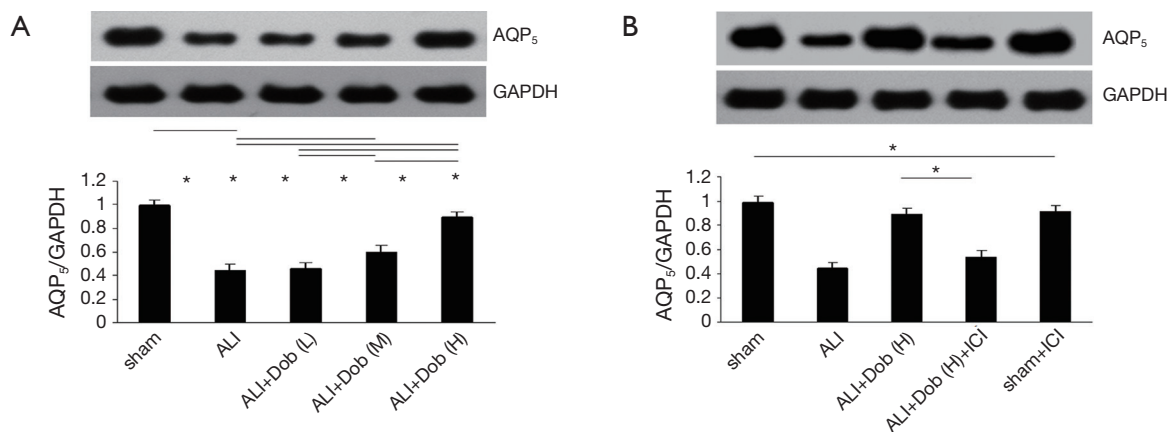 A
AQP5
GAPDH
* * * * * *
1.2
1
0.8
0.6
0.4
0.2
0
AQP5/GAPDH
sham
ALI
ALI+Dob (L)
ALI+Dob (M)
ALI+Dob (H)
B
AQP5
GAPDH
*
*
1.2
1
0.8
0.6
0.4
0.2
0
AQP5/GAPDH
sham
ALI
ALI+Dob (H)
ALI+Dob (H)+ICI
sham+ICI